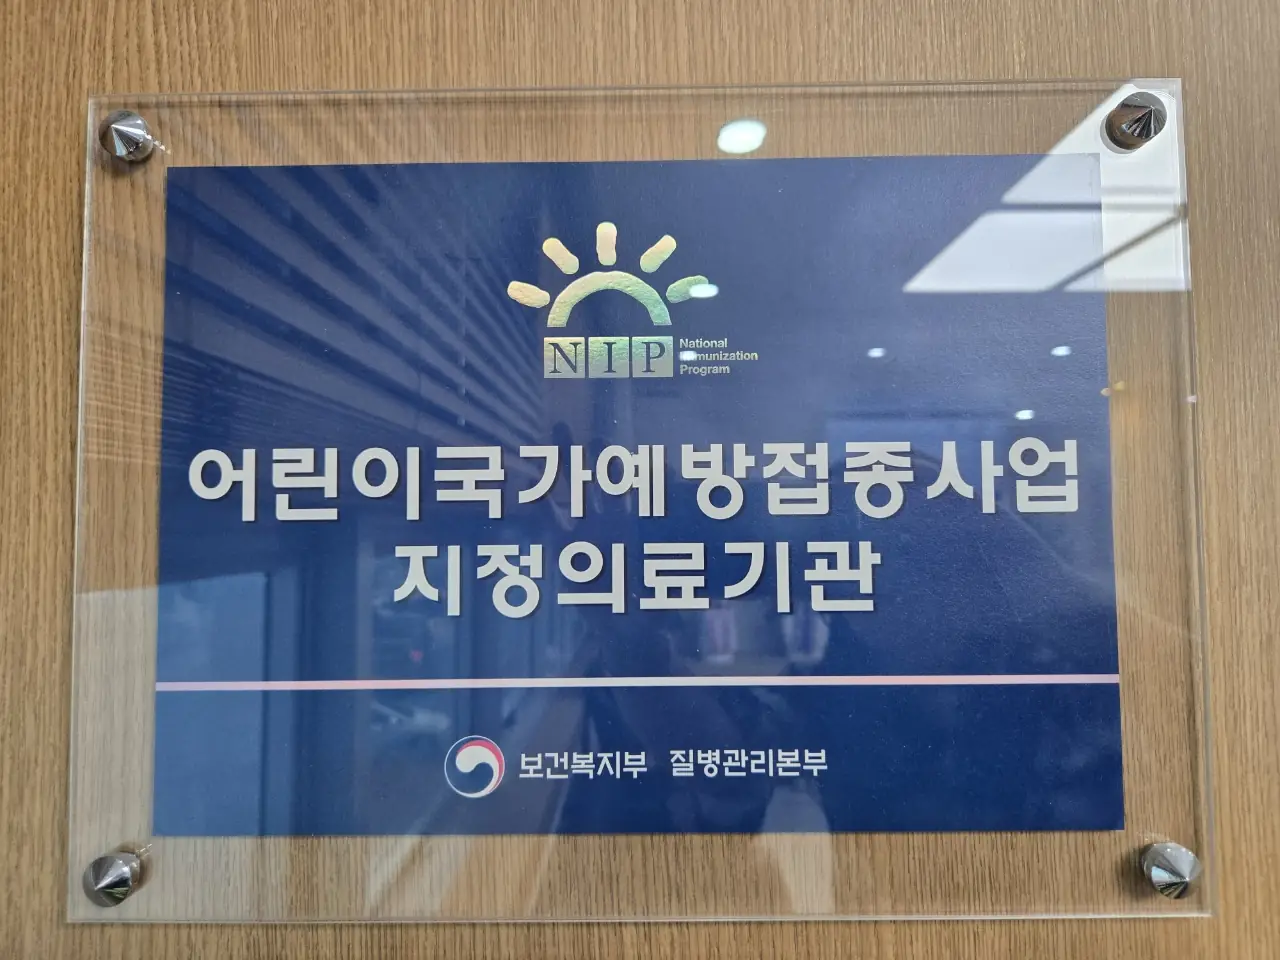 NIP
National
Immunization
Program
어린이국가예방접종사업
지정의료기관
보건복지부 질병관리본부